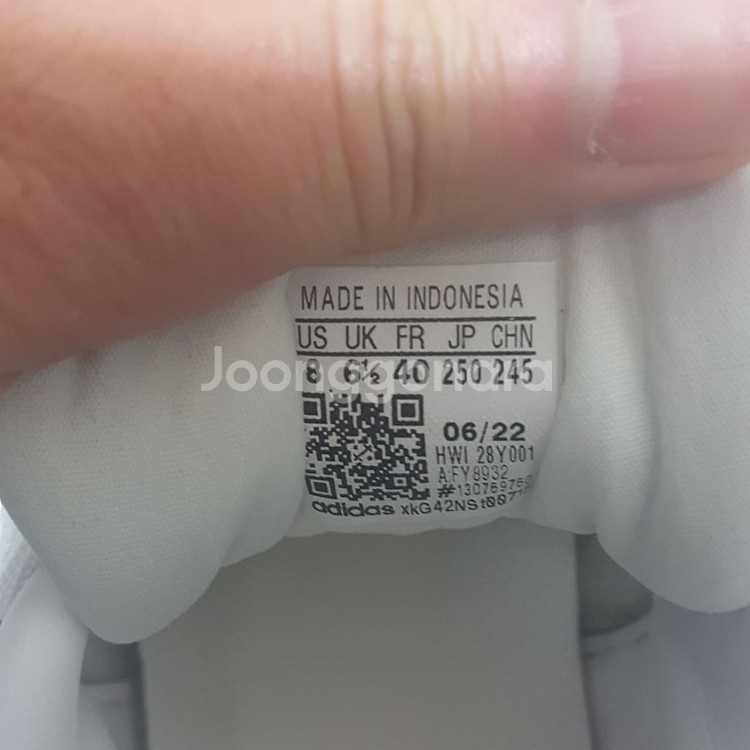 MADE IN INDONESIA
US UK FR JP CHN
8 6½ 40 250 245
Joonggonara
06/22
HWI 28Y001
A:FY8932
adidas